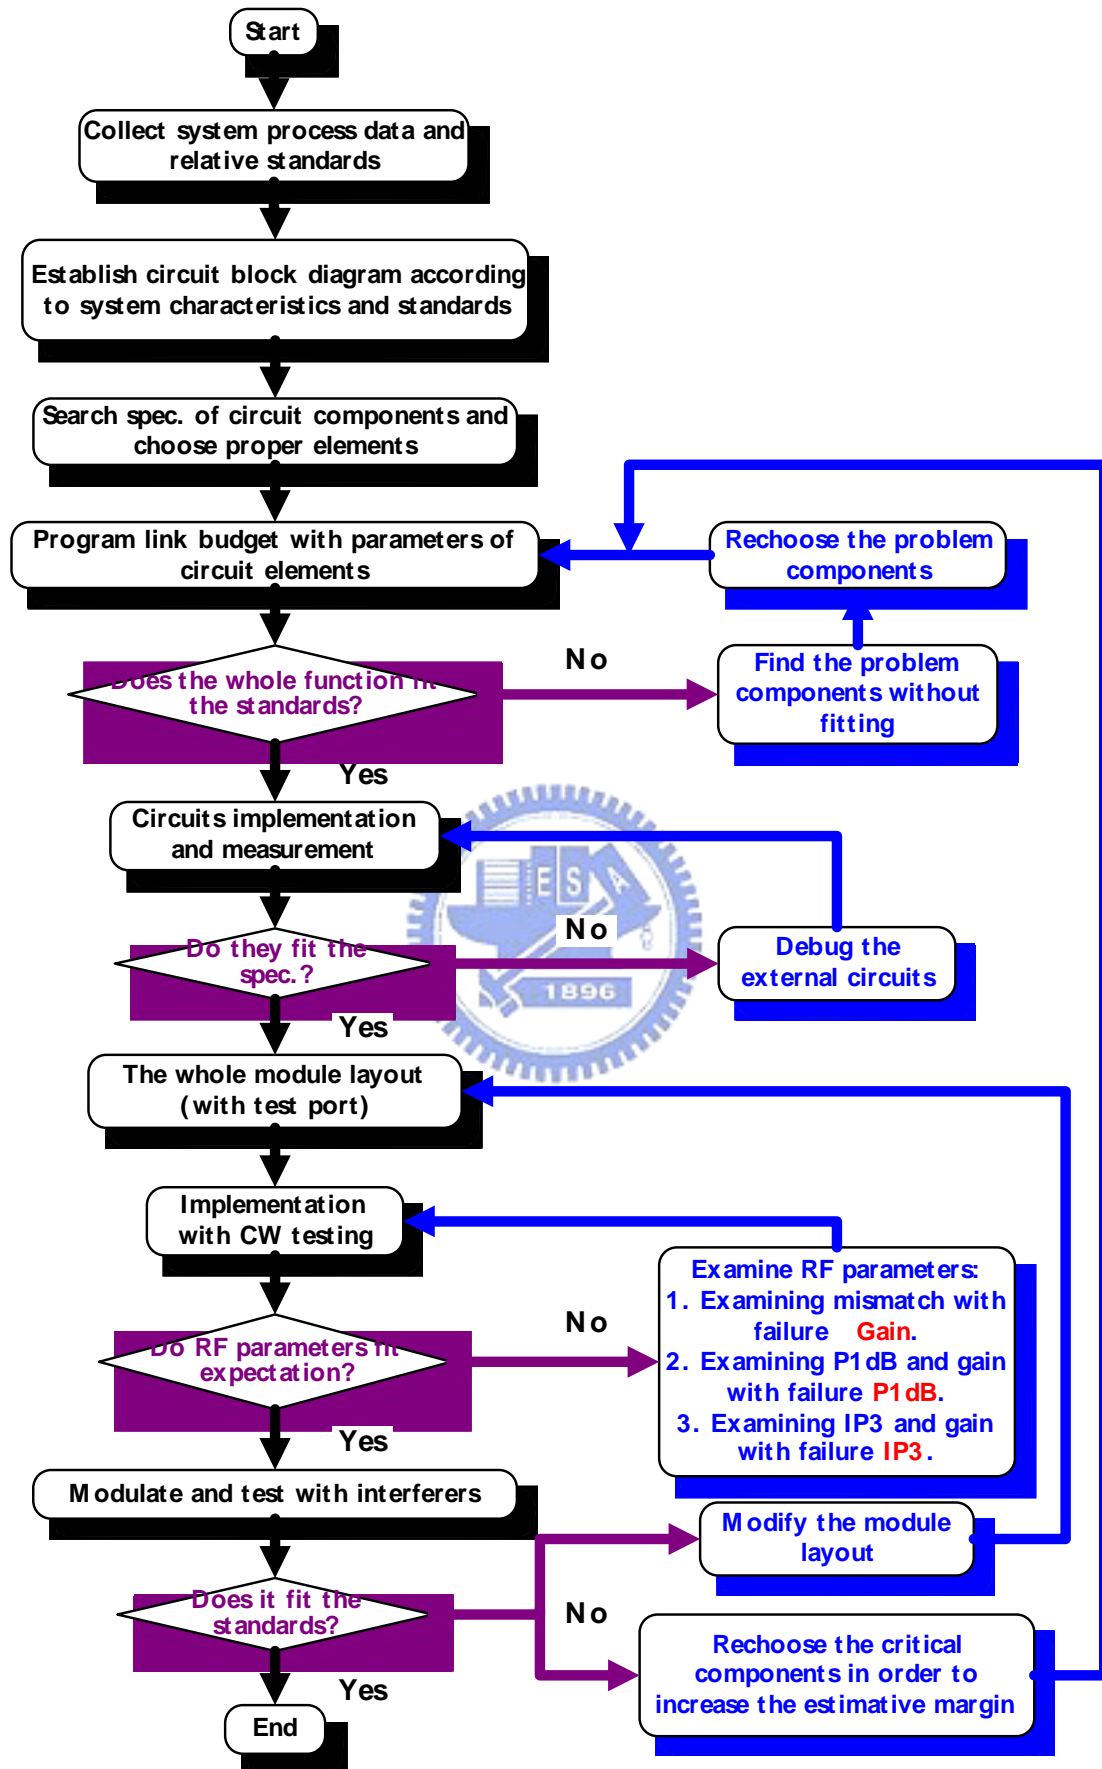 Start
Collect system process data and
relative standards
Establish circuit block diagram according
to system characteristics and standards
Search spec. of circuit components and
choose proper elements
Program link budget with parameters of
circuit elements
Rechoose the problem
components
Does the whole function fit
the standards?
No
Find the problem
components without
fitting
Yes
Circuits implementation
and measurement
E S A
Do they fit the
spec.?
No
Debug the
external circuits
1896
Yes
The whole module layout
(with test port)
Implementation
with CW testing
Do RF parameters fit
expectation?
No
Examine RF parameters:
1. Examining mismatch with
failure Gain.
2. Examining P1dB and gain
with failure P1dB.
3. Examining IP3 and gain
with failure IP3.
Yes
Modulate and test with interferers
Modify the module
layout
Does it fit the
standards?
No
Rechoose the critical
components in order to
increase the estimative margin
Yes
End